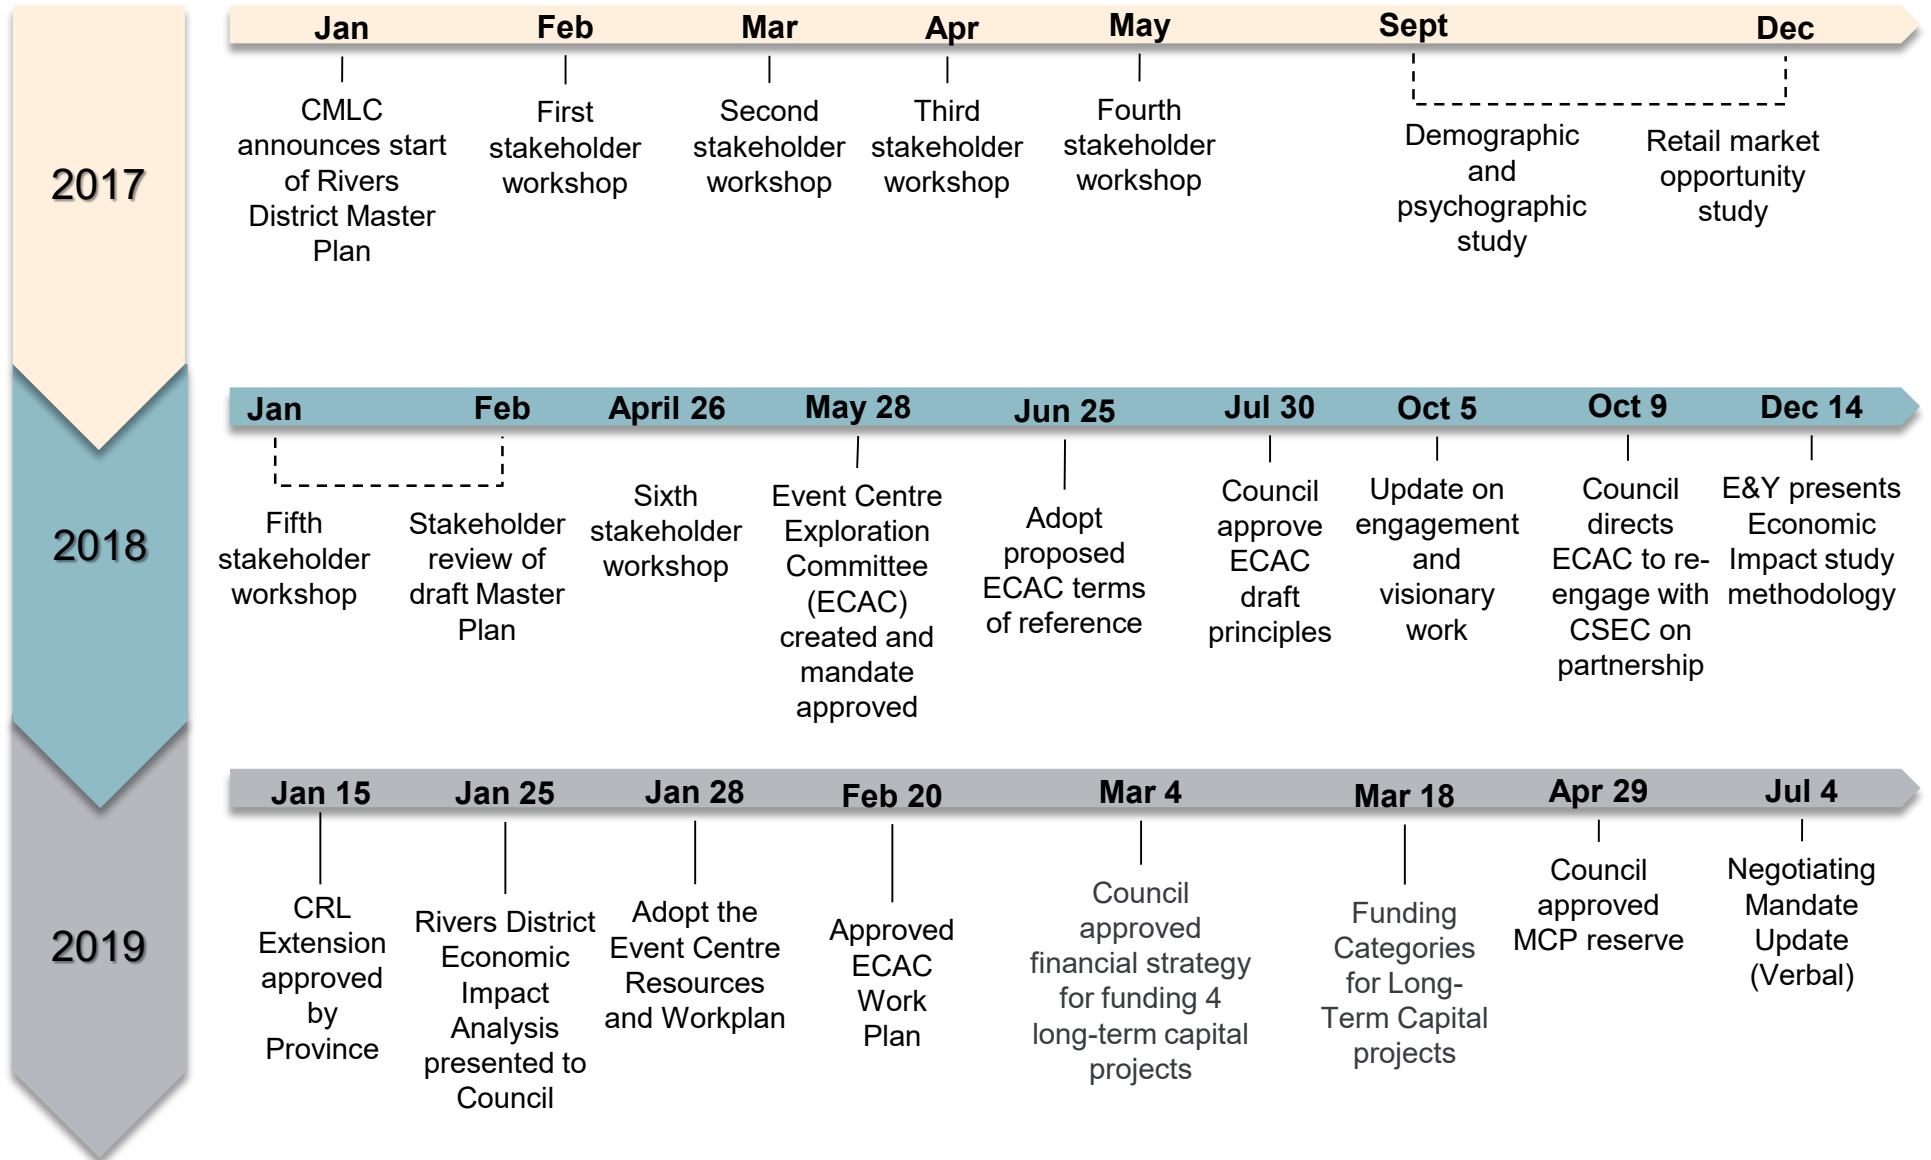 2017
Jan
CMLC
announces start
of Rivers
District Master
Plan
Feb
First
stakeholder
workshop
Mar
Second
stakeholder
workshop
Apr
Third
stakeholder
workshop
May
Fourth
stakeholder
workshop
Sept
Demographic
and
psychographic
study
Dec
Retail market
opportunity
study
2018
Jan
Fifth
stakeholder
workshop
Feb
Stakeholder
review of
draft Master
Plan
April 26
Sixth
stakeholder
workshop
May 28
Event Centre
Exploration
Committee
(ECAC)
created and
mandate
approved
Jun 25
Adopt
proposed
ECAC terms
of reference
Jul 30
Council
approve
ECAC
draft
principles
Oct 5
Update on
engagement
and
visionary
work
Oct 9
Council
directs
ECAC to re-
engage with
CSEC on
partnership
Dec 14
E&Y presents
Economic
Impact study
methodology
2019
Jan 15
CRL
Extension
approved
by
Province
Jan 25
Rivers District
Economic
Impact
Analysis
presented to
Council
Jan 28
Adopt the
Event Centre
Resources
and Workplan
Feb 20
Approved
ECAC
Work
Plan
Mar 4
Council
approved
financial strategy
for funding 4
long-term capital
projects
Mar 18
Funding
Categories
for Long-
Term Capital
projects
Apr 29
Council
approved
MCP reserve
Jul 4
Negotiating
Mandate
Update
(Verbal)